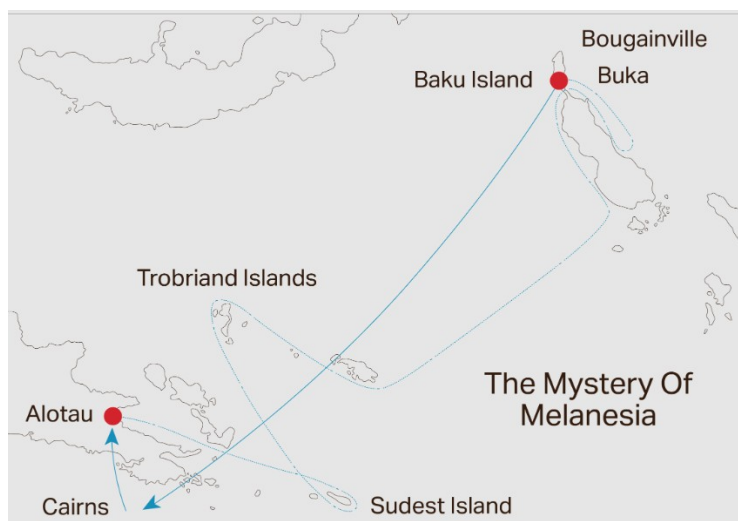 Bougainville
Baku Island
Buka
Trobriand Islands
The Mystery Of
Melanesia
Alotau
Cairns
Sudest Island